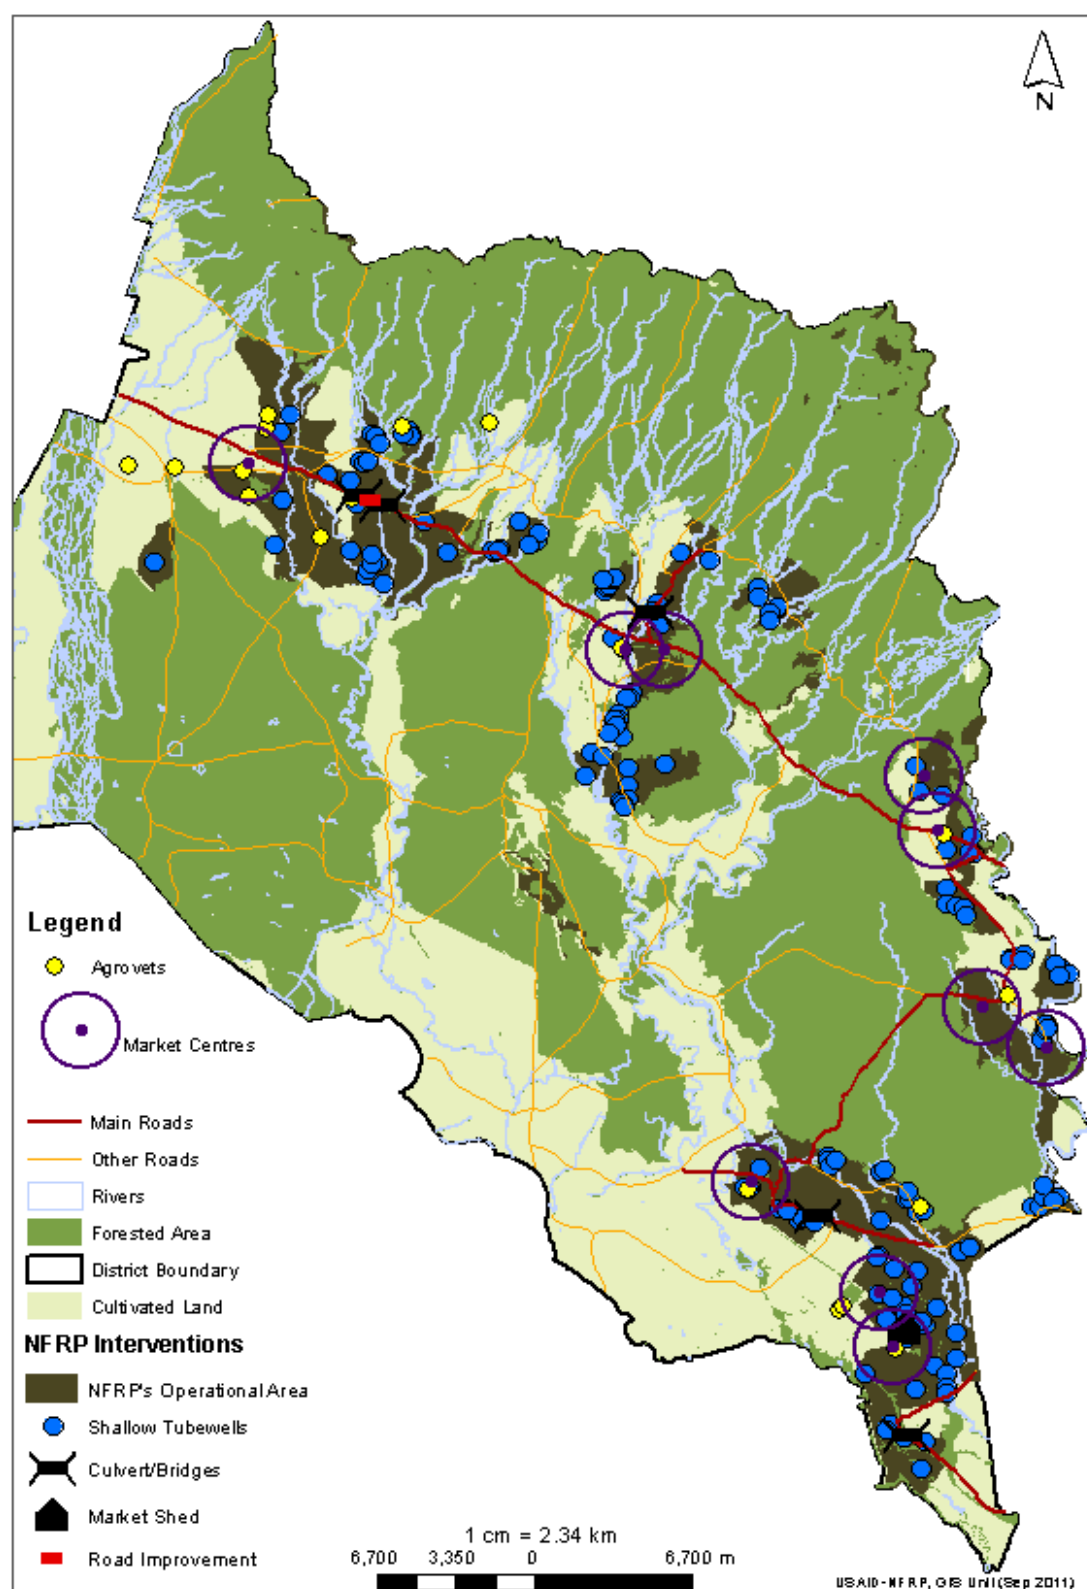 N
Legend
Agrovets
Market Centres
Main Roads
Other Roads
Rivers
Forested Area
District Boundary
Cultivated Land
NFRP Interventions
NFRP's Operational Area
Shallow Tubewells
Culvert/Bridges
Market Shed
Road Improvement
1 cm = 2.34 km
6,700 3,350 0 6,700 m
USAID-NFRP, GIS Unit (Sep 2011)